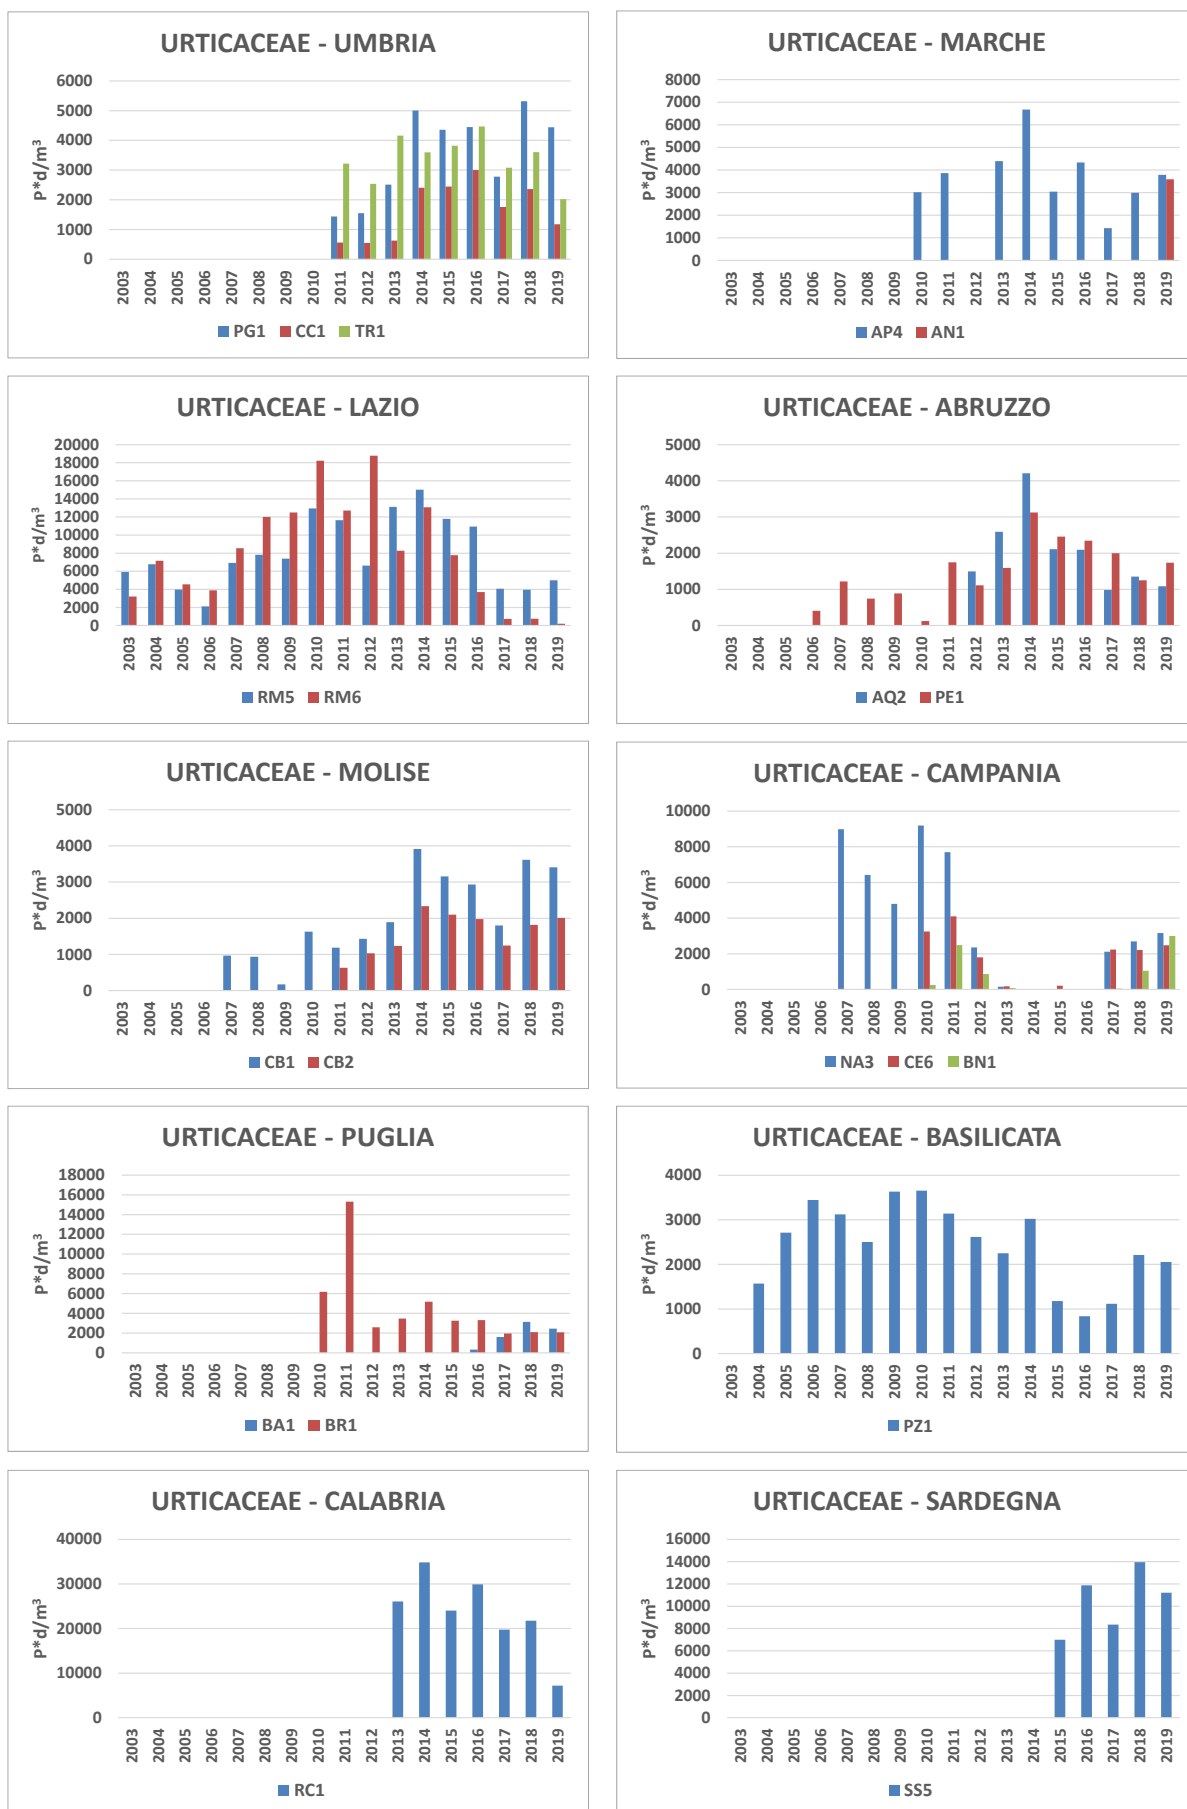 URTICACEAE - UMBRIA
P*d/m³
6000
5000
4000
3000
2000
1000
0
2003 2004 2005 2006 2007 2008 2009 2010 2011 2012 2013 2014 2015 2016 2017 2018 2019
PG1 CC1 TR1
URTICACEAE - MARCHE
P*d/m³
8000
7000
6000
5000
4000
3000
2000
1000
0
2003 2004 2005 2006 2007 2008 2009 2010 2011 2012 2013 2014 2015 2016 2017 2018 2019
AP4 AN1
URTICACEAE - LAZIO
P*d/m³
20000
18000
16000
14000
12000
10000
8000
6000
4000
2000
0
2003 2004 2005 2006 2007 2008 2009 2010 2011 2012 2013 2014 2015 2016 2017 2018 2019
RM5 RM6
URTICACEAE - ABRUZZO
P*d/m³
5000
4000
3000
2000
1000
0
2003 2004 2005 2006 2007 2008 2009 2010 2011 2012 2013 2014 2015 2016 2017 2018 2019
AQ2 PE1
URTICACEAE - MOLISE
P*d/m³
5000
4000
3000
2000
1000
0
2003 2004 2005 2006 2007 2008 2009 2010 2011 2012 2013 2014 2015 2016 2017 2018 2019
CB1 CB2
URTICACEAE - CAMPANIA
P*d/m³
10000
8000
6000
4000
2000
0
2003 2004 2005 2006 2007 2008 2009 2010 2011 2012 2013 2014 2015 2016 2017 2018 2019
NA3 CE6 BN1
URTICACEAE - PUGLIA
P*d/m³
18000
16000
14000
12000
10000
8000
6000
4000
2000
0
2003 2004 2005 2006 2007 2008 2009 2010 2011 2012 2013 2014 2015 2016 2017 2018 2019
BA1 BR1
URTICACEAE - BASILICATA
P*d/m³
4000
3000
2000
1000
0
2003 2004 2005 2006 2007 2008 2009 2010 2011 2012 2013 2014 2015 2016 2017 2018 2019
PZ1
URTICACEAE - CALABRIA
P*d/m³
40000
30000
20000
10000
0
2003 2004 2005 2006 2007 2008 2009 2010 2011 2012 2013 2014 2015 2016 2017 2018 2019
RC1
URTICACEAE - SARDEGNA
P*d/m³
16000
14000
12000
10000
8000
6000
4000
2000
0
2003 2004 2005 2006 2007 2008 2009 2010 2011 2012 2013 2014 2015 2016 2017 2018 2019
SS5